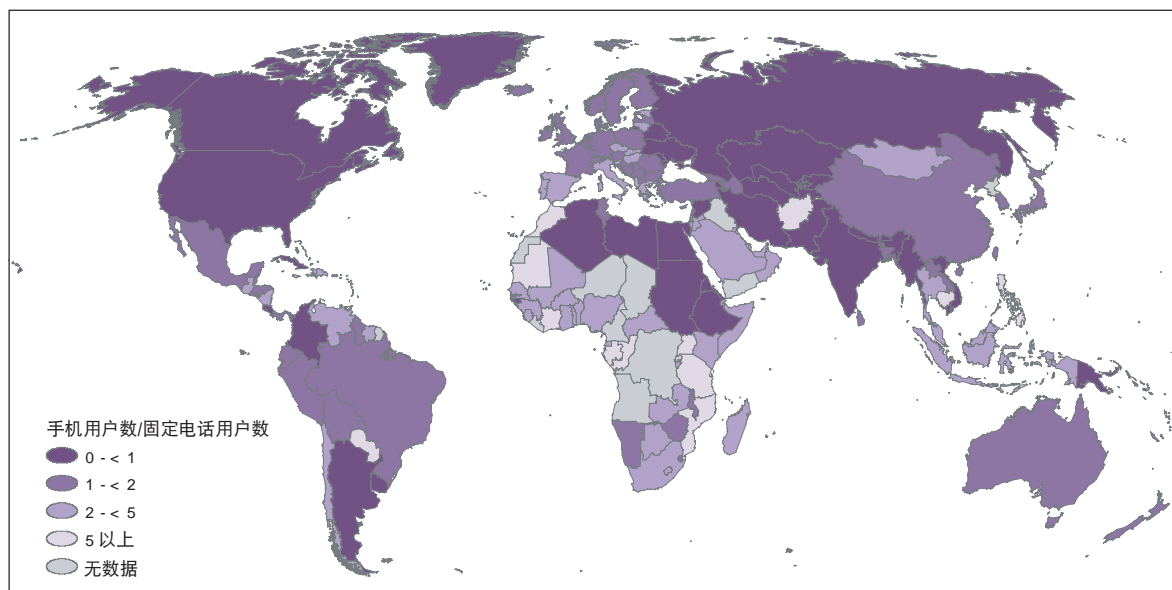 手机用户数/固定电话用户数
0 - < 1
1 - < 2
2 - < 5
5 以上
无数据